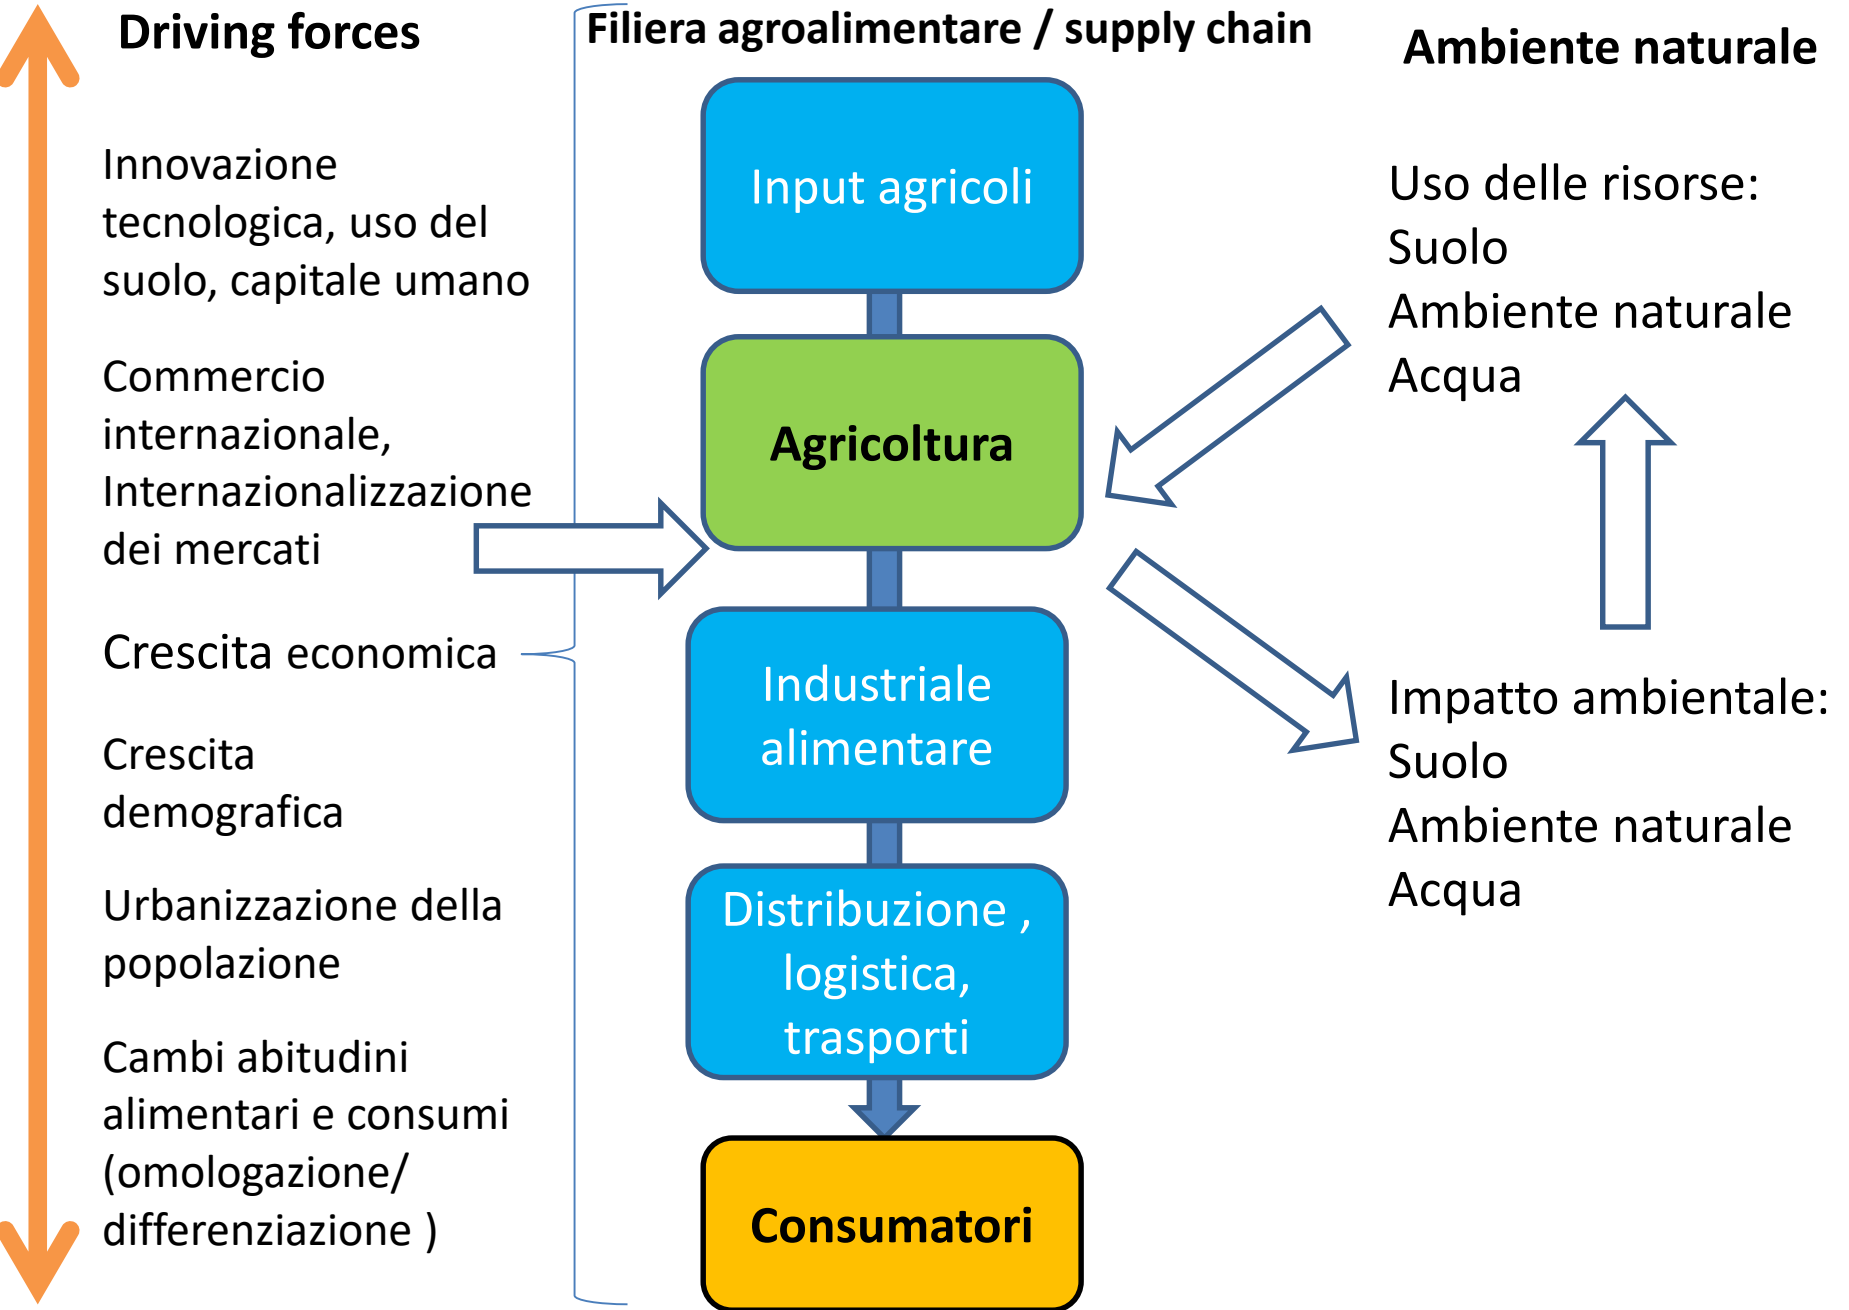 Driving forces
Innovazione
tecnologica, uso del
suolo, capitale umano
Commercio
internazionale,
Internazionalizzazione
dei mercati
Crescita economica
Crescita
demografica
Urbanizzazione della
popolazione
Cambi abitudini
alimentari e consumi
(omologazione/
differenziazione )
Filiera agroalimentare / supply chain
Input agricoli
Agricoltura
Industriale
alimentare
Distribuzione ,
logistica,
trasporti
Consumatori
Ambiente naturale
Uso delle risorse:
Suolo
Ambiente naturale
Acqua
Impatto ambientale:
Suolo
Ambiente naturale
Acqua